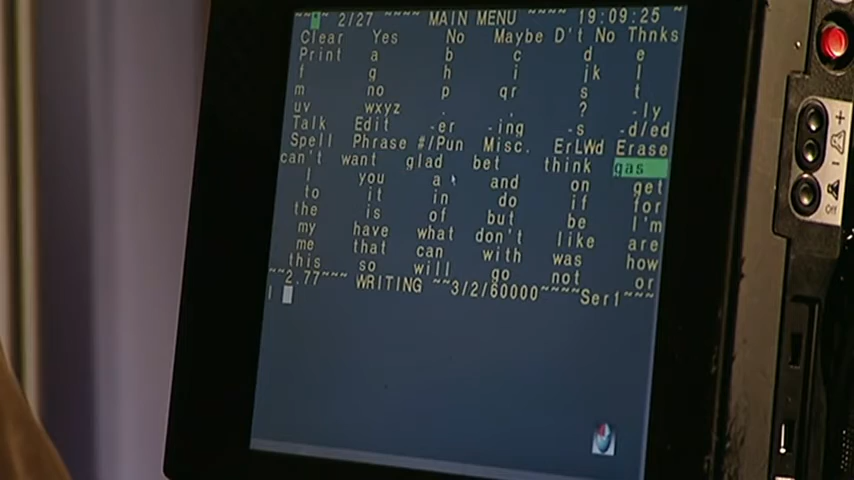 ~~*~ 2/27 ~~~~ MAIN MENU ~~~~ 19:09:25 ~
Clear Yes No Maybe D't No Thnks
Print a b c d e
f g h i jk l
m no p qr s t
uv wxyz . , ? -ly
Talk Edit -er -ing -s -d/ed
Spell Phrase #/Pun Misc. ErLWd Erase
can't want glad bet think gas
I you a and on get
to it in do if for
the is of but be I'm
my have what don't like are
me that can with was how
this so will go not or
~~2.77~~~ WRITING ~~3/2/60000~~~~Ser1~~~
I
Off